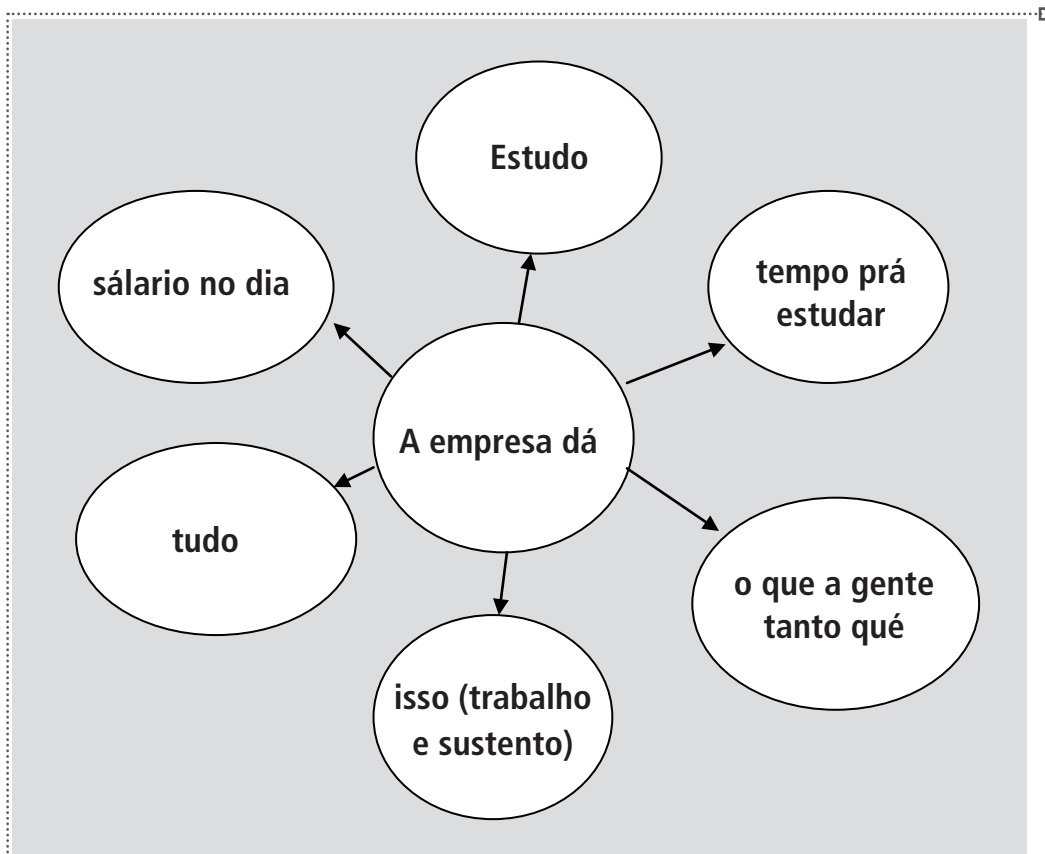 Estudo
sálario no dia
tempo prá
estudar
A empresa dá
tudo
o que a gente
tanto qué
isso (trabalho
e sustento)